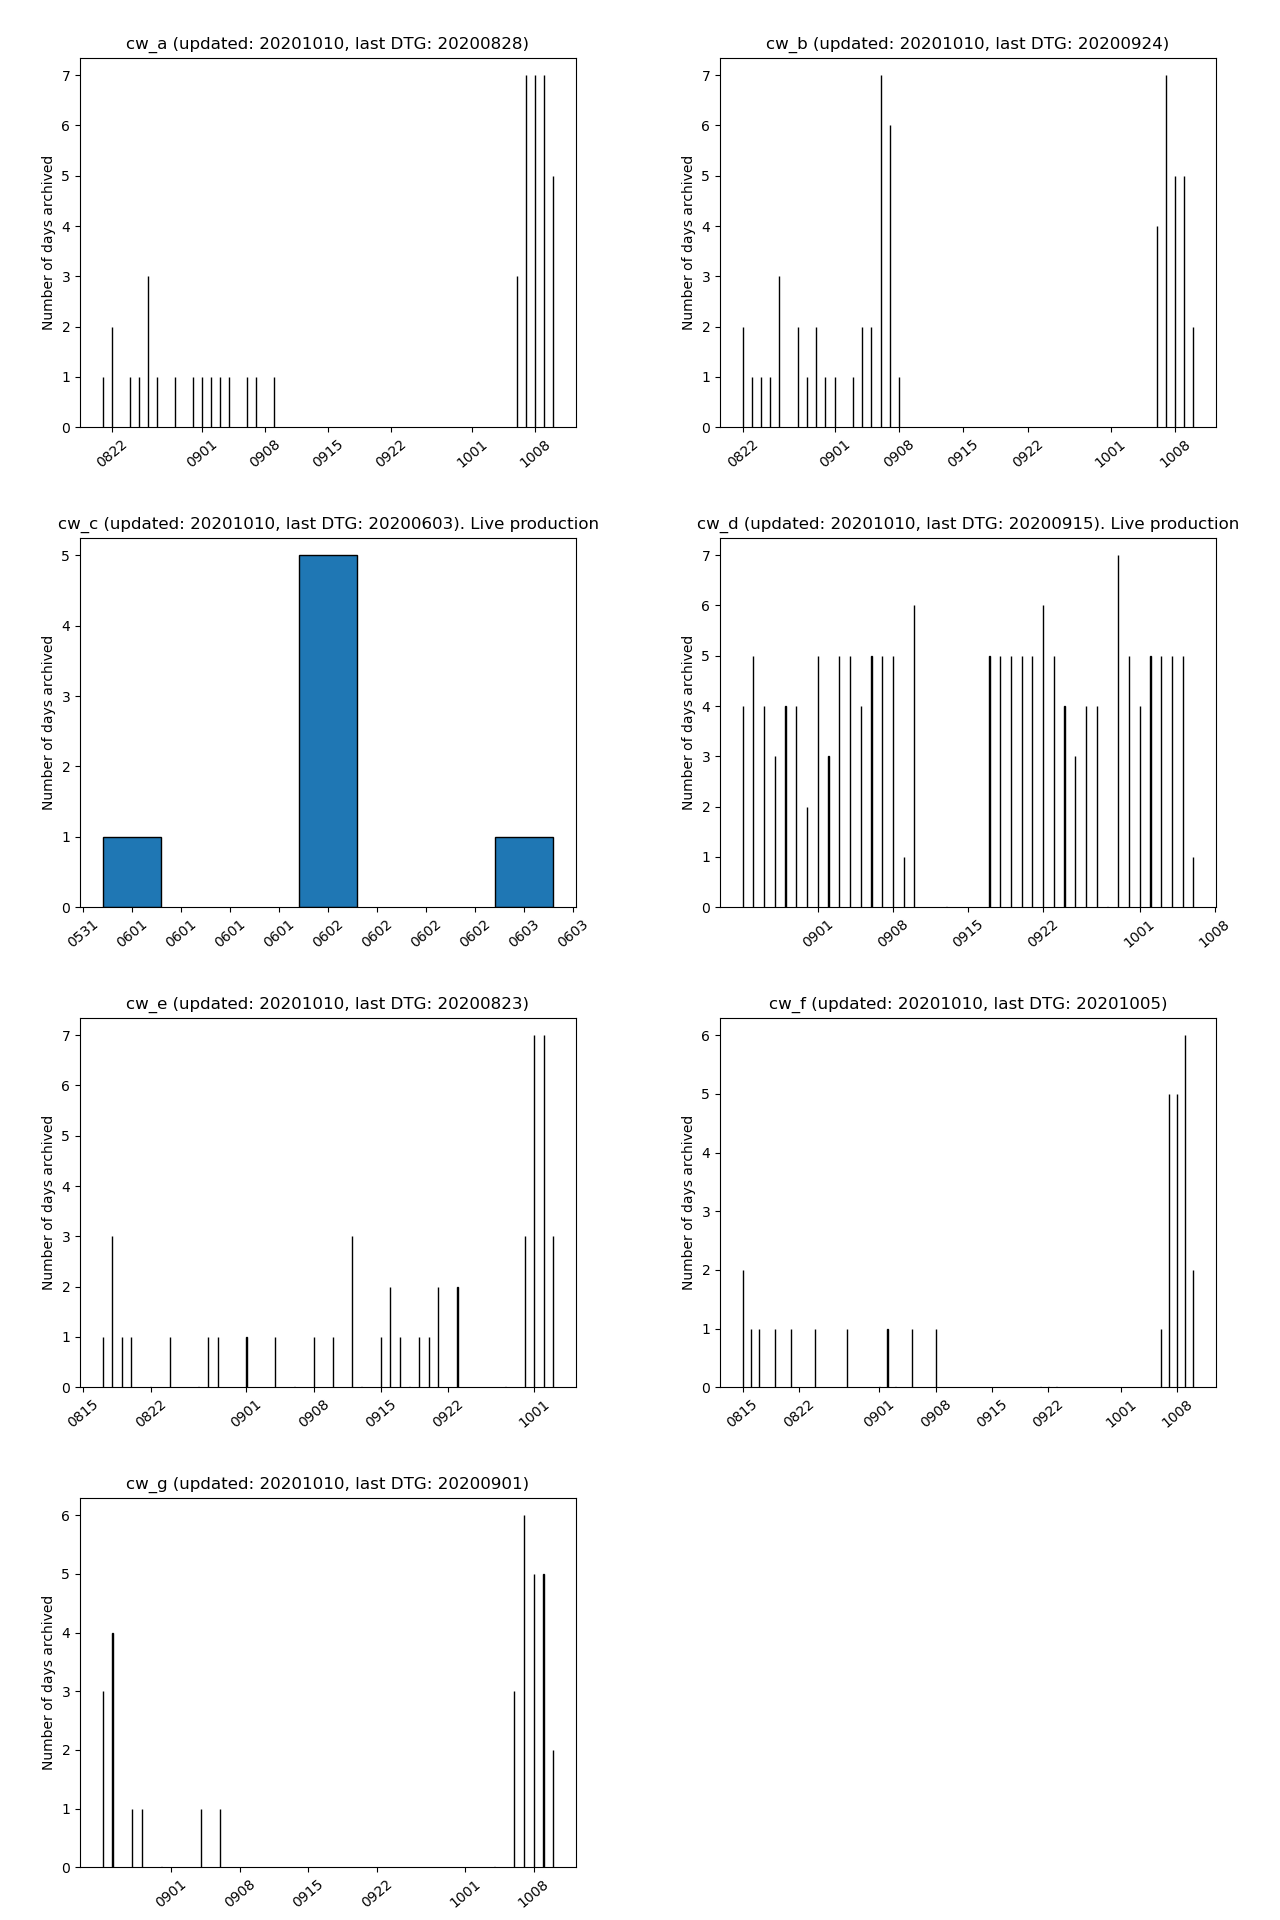 cw_a (updated: 20201010, last DTG: 20200828)
Number of days archived
7
6
5
4
3
2
1
0
0822 0901 0908 0915 0922 1001 1008
cw_b (updated: 20201010, last DTG: 20200924)
Number of days archived
7
6
5
4
3
2
1
0
0822 0901 0908 0915 0922 1001 1008
cw_c (updated: 20201010, last DTG: 20200603). Live production
Number of days archived
5
4
3
2
1
0
0531 0601 0601 0601 0601 0602 0602 0602 0602 0603 0603
cw_d (updated: 20201010, last DTG: 20200915). Live production
Number of days archived
7
6
5
4
3
2
1
0
0901 0908 0915 0922 1001 1008
cw_e (updated: 20201010, last DTG: 20200823)
Number of days archived
7
6
5
4
3
2
1
0
0815 0822 0901 0908 0915 0922 1001
cw_f (updated: 20201010, last DTG: 20201005)
Number of days archived
6
5
4
3
2
1
0
0815 0822 0901 0908 0915 0922 1001 1008
cw_g (updated: 20201010, last DTG: 20200901)
Number of days archived
6
5
4
3
2
1
0
0901 0908 0915 0922 1001 1008